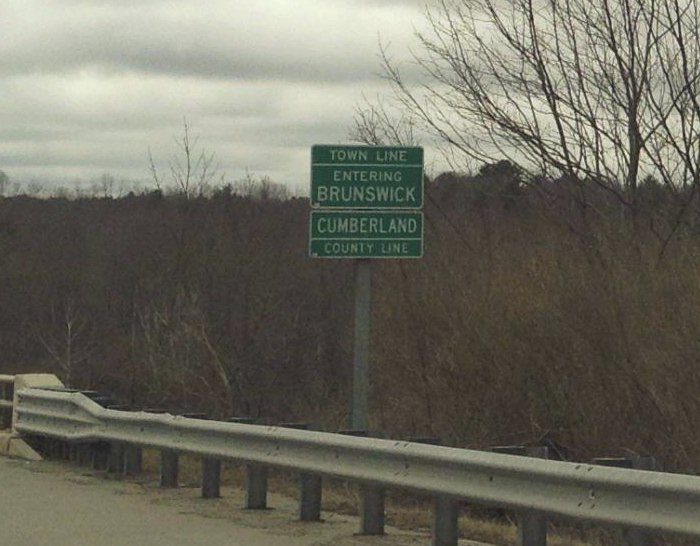 TOWN LINE
ENTERING
BRUNSWICK
CUMBERLAND
COUNTY LINE